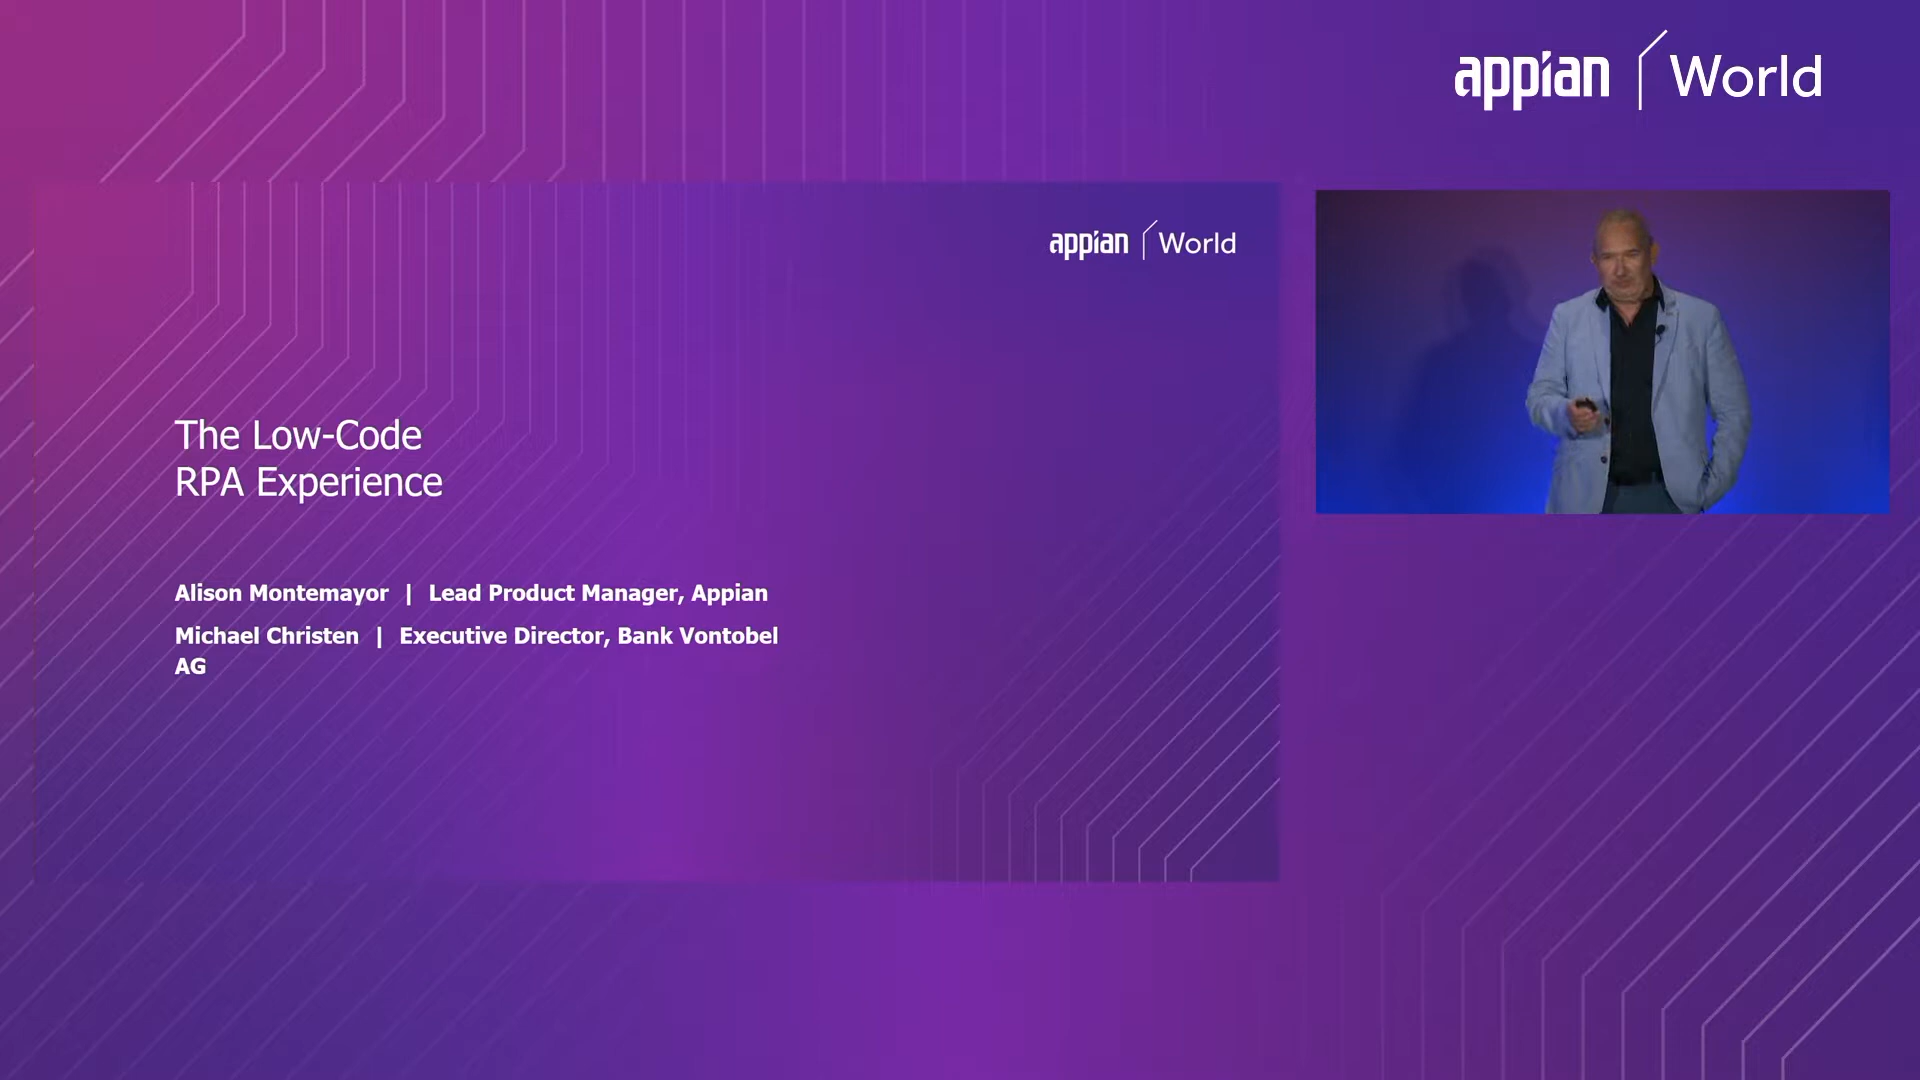 appian World
appian World
The Low-Code
RPA Experience
Alison Montemayor | Lead Product Manager, Appian
Michael Christen | Executive Director, Bank Vontobel
AG